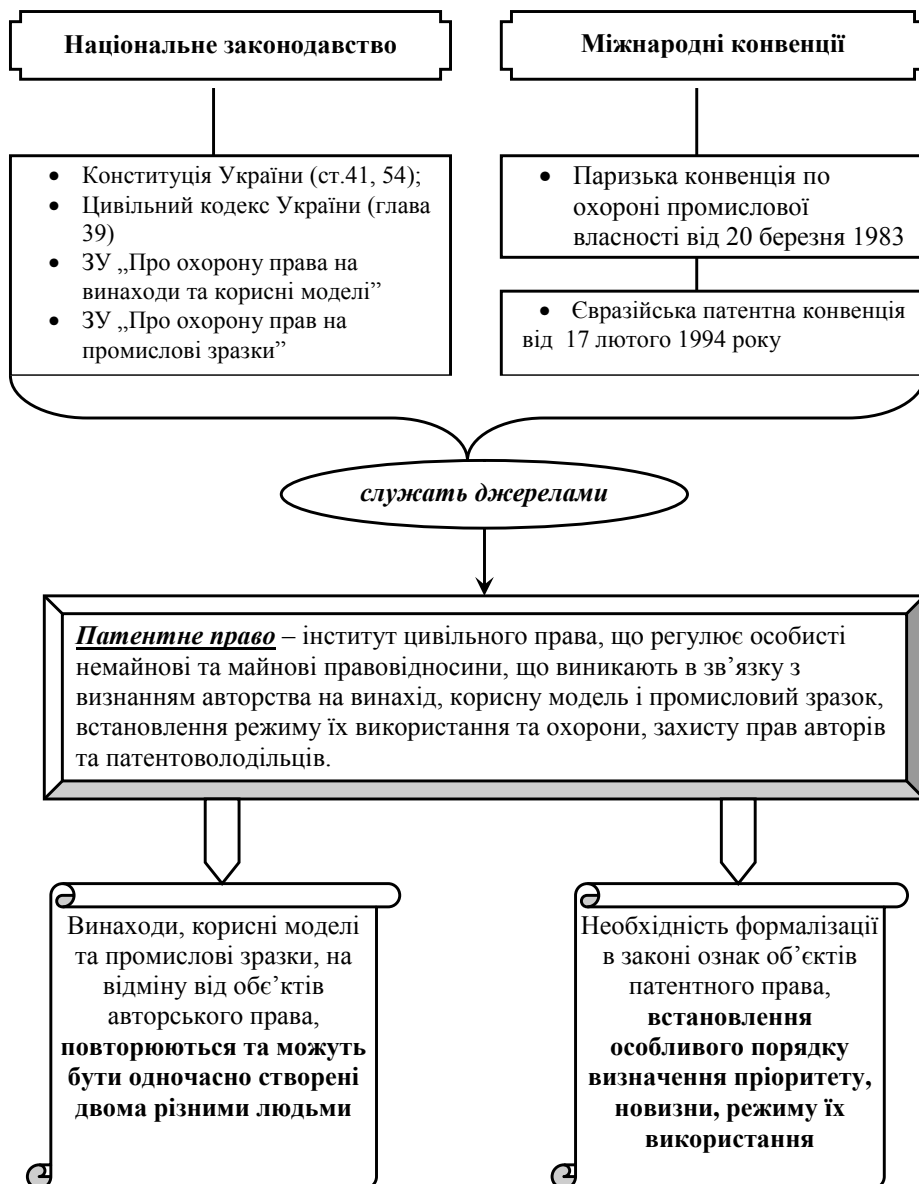 Національне законодавство
Міжнародні конвенції
• Конституція України (ст.41, 54);
• Цивільний кодекс України (глава
39)
• ЗУ „Про охорону права на
винаходи та корисні моделі”
• ЗУ „Про охорону прав на
промислові зразки”
• Паризька конвенція по
охороні промислової
власності від 20 березня 1983
• Євразійська патентна конвенція
від 17 лютого 1994 року
служать джерелами
Патентне право – інститут цивільного права, що регулює особисті
немайнові та майнові правовідносини, що виникають в зв’язку з
визнанням авторства на винахід, корисну модель і промисловий зразок,
встановлення режиму їх використання та охорони, захисту прав авторів
та патентоволодільців.
Винаходи, корисні моделі
та промислові зразки, на
відміну від обє’ктів
авторського права,
повторюються та можуть
бути одночасно створені
двома різними людьми
Необхідність формалізації
в законі ознак об’єктів
патентного права,
встановлення
особливого порядку
визначення пріоритету,
новизни, режиму їх
використання